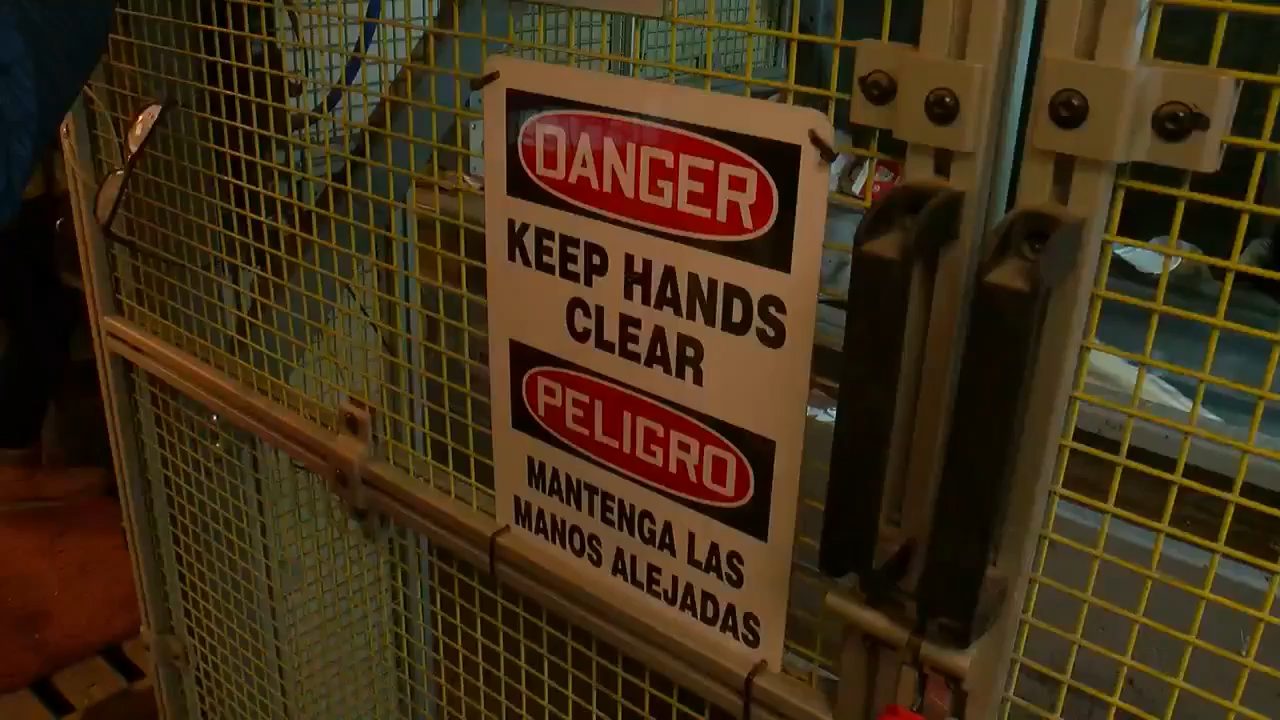 DANGER
KEEP HANDS
CLEAR
PELIGRO
MANTENGA LAS
MANOS ALEJADAS